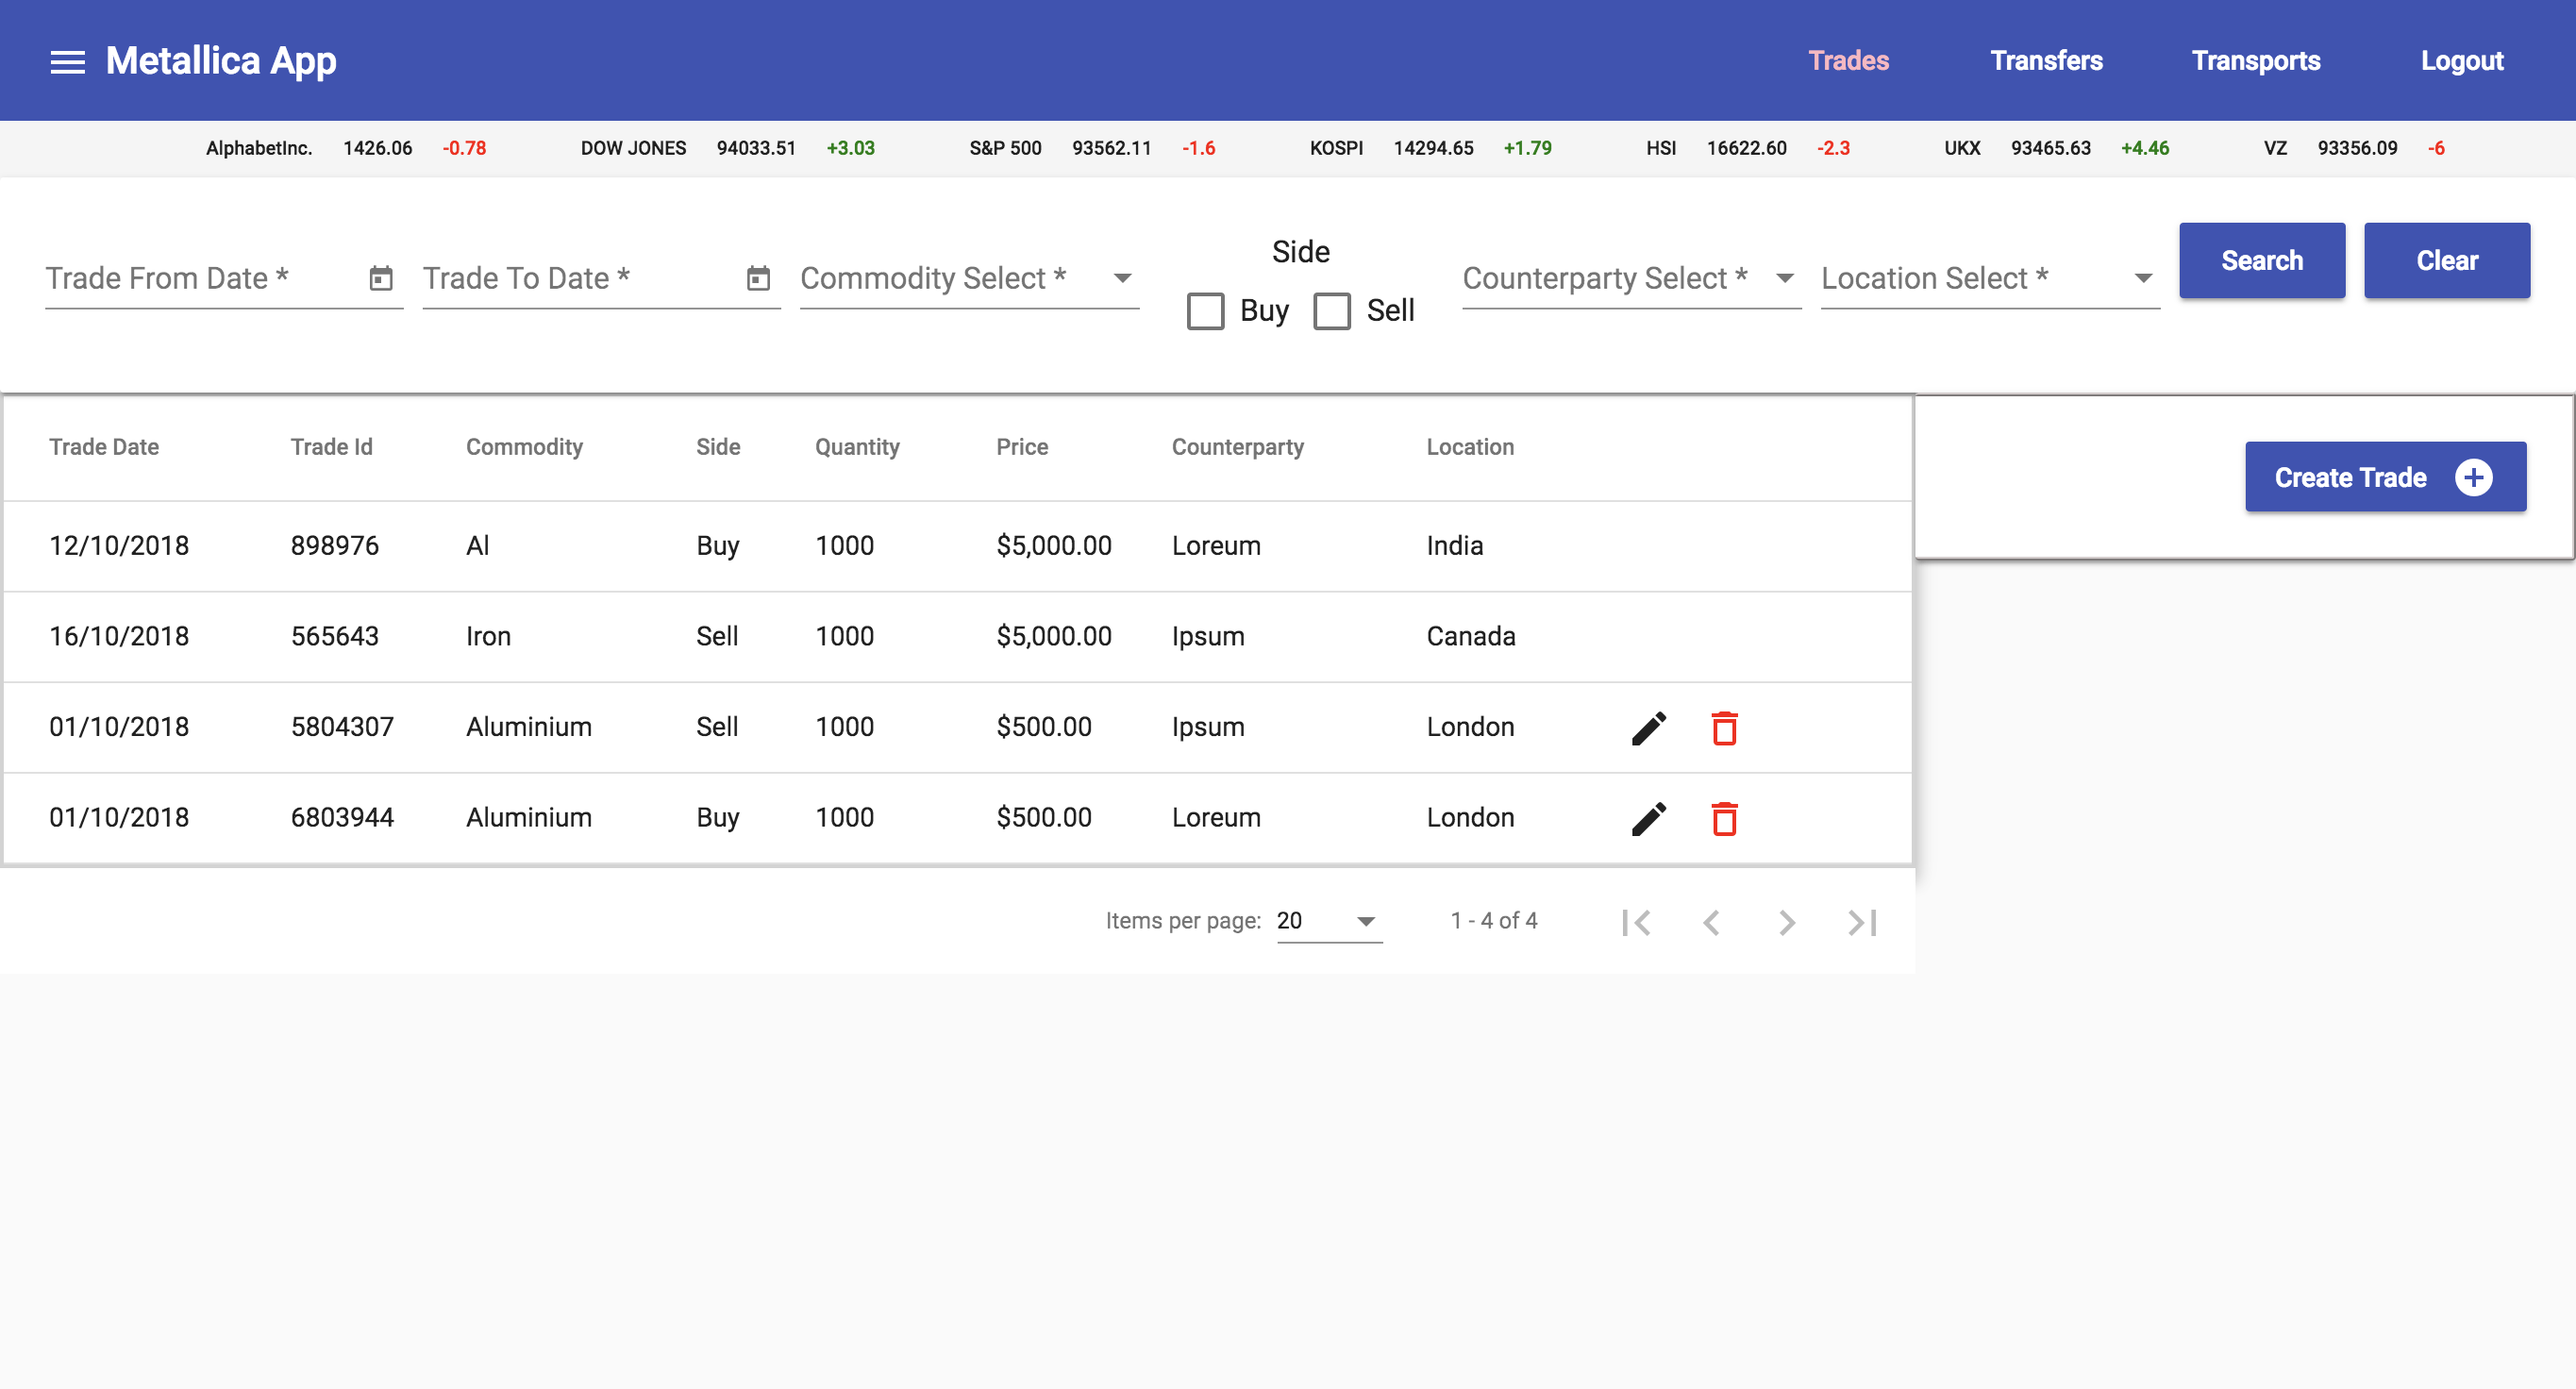 Metallica App Trades Transfers Transports Logout
AlphabetInc. 1426.06 -0.78 DOW JONES 94033.51 +3.03 S&P 500 93562.11 -1.6 KOSPI 14294.65 +1.79 HSI 16622.60 -2.3 UKX 93465.63 +4.46 VZ 93356.09 -6
Side
Trade From Date * Trade To Date * Commodity Select * Buy Sell Counterparty Select * Location Select * Search Clear
Trade Date Trade Id Commodity Side Quantity Price Counterparty Location
Create Trade
12/10/2018 898976 Al Buy 1000 $5,000.00 Loreum India
16/10/2018 565643 Iron Sell 1000 $5,000.00 Ipsum Canada
01/10/2018 5804307 Aluminium Sell 1000 $500.00 Ipsum London
01/10/2018 6803944 Aluminium Buy 1000 $500.00 Loreum London
Items per page: 20 1 - 4 of 4